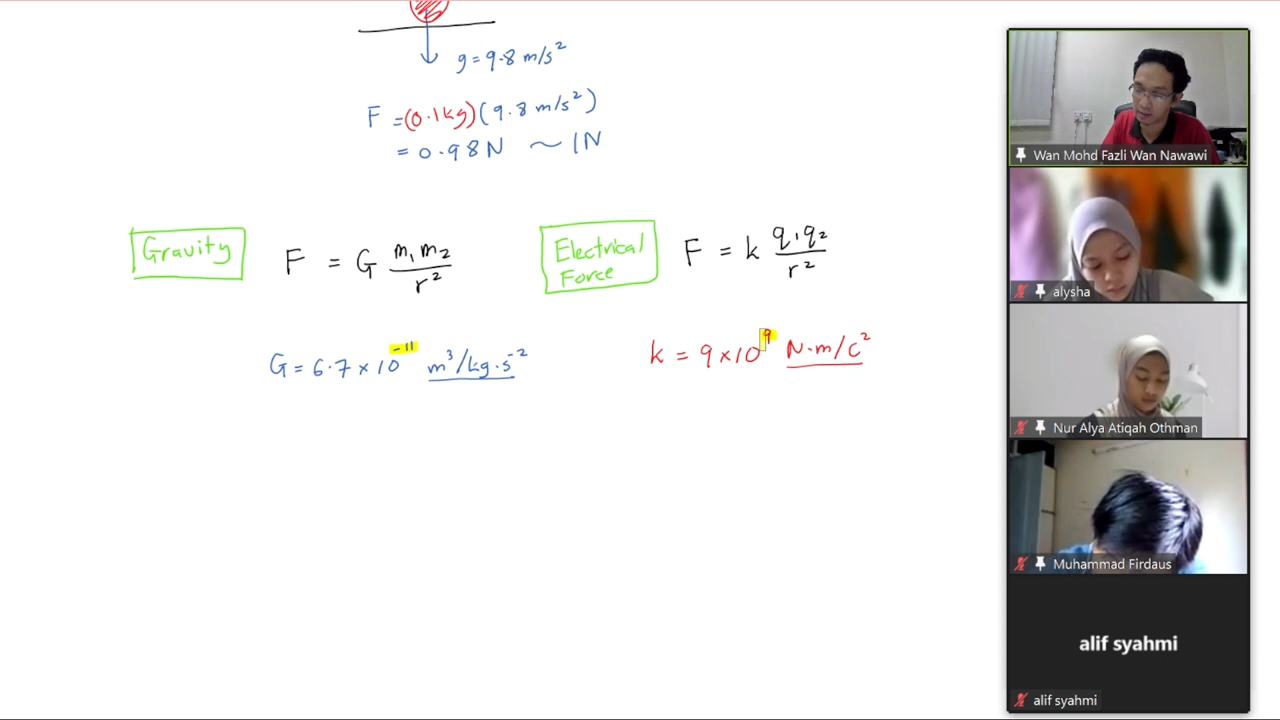 g = 9.8 m/s²
F = (0.1kg)(9.8 m/s²)
= 0.98N ~ 1N
Gravity
F = G m₁m₂ / r²
Electrical Force
F = k q₁q₂ / r²
G = 6.7 × 10⁻¹¹ m³/kg·s⁻²
k = 9 × 10⁹ N·m/C²
Wan Mohd Fazli Wan Nawawi
alysha
Nur Alya Atiqah Othman
Muhammad Firdaus
alif syahmi
alif syahmi